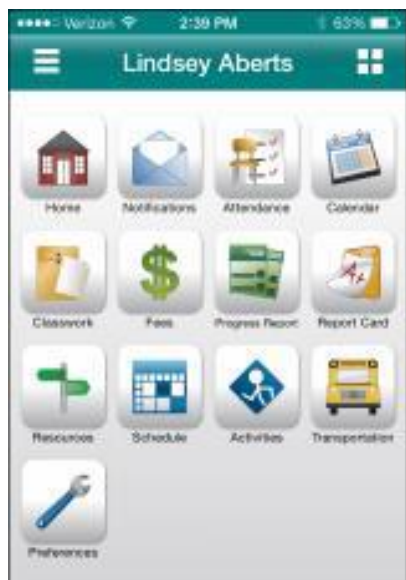 Verizon 2:39 PM 63%
Lindsey Aberts
Home Notifications Attendance Calendar
Classwork Fees Progress Report Report Card
A+
Resources Schedule Activities Transportation
Preferences